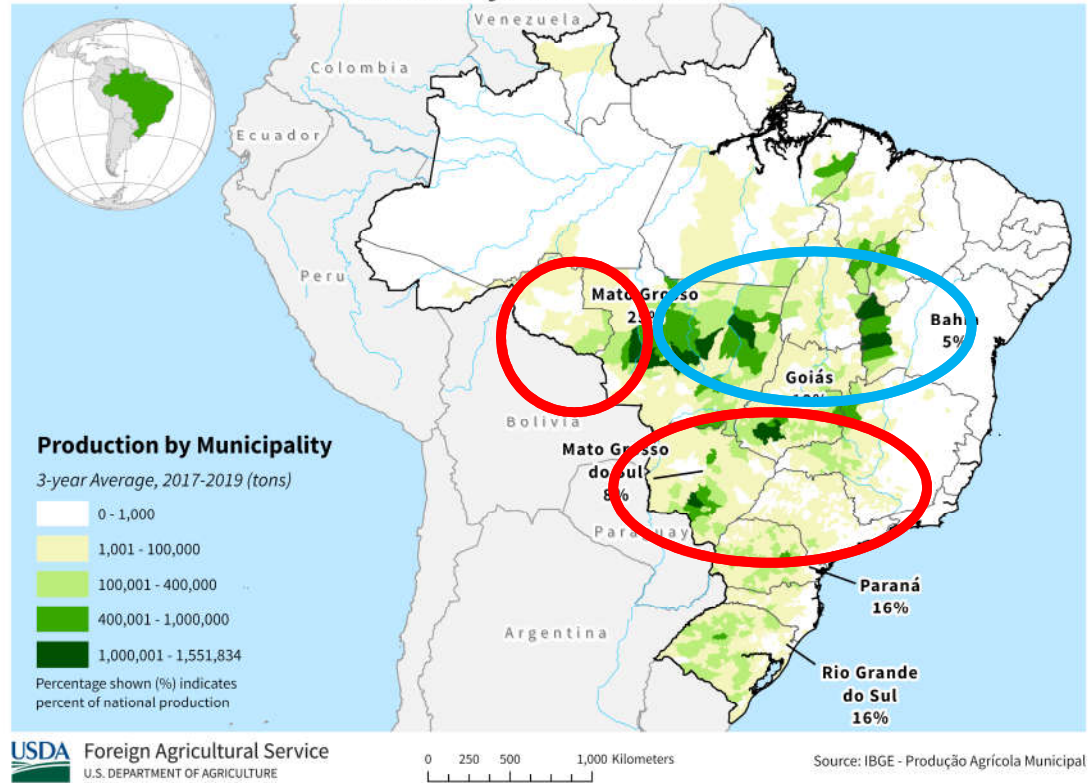 Venezuela
Colombia
Ecuador
Peru
Mato Grosso
Bahia
5%
Goiás
Bolivia
Mato Grosso
do Sul
8%
Paraguay
Production by Municipality
3-year Average, 2017-2019 (tons)
0 - 1,000
1,001 - 100,000
100,001 - 400,000
400,001 - 1,000,000
1,000,001 - 1,551,834
Percentage shown (%) indicates
percent of national production
Argentina
Paraná
16%
Rio Grande
do Sul
16%
USDA Foreign Agricultural Service
U.S. DEPARTMENT OF AGRICULTURE
0 250 500 1,000 Kilometers
Source: IBGE - Produção Agrícola Municipal